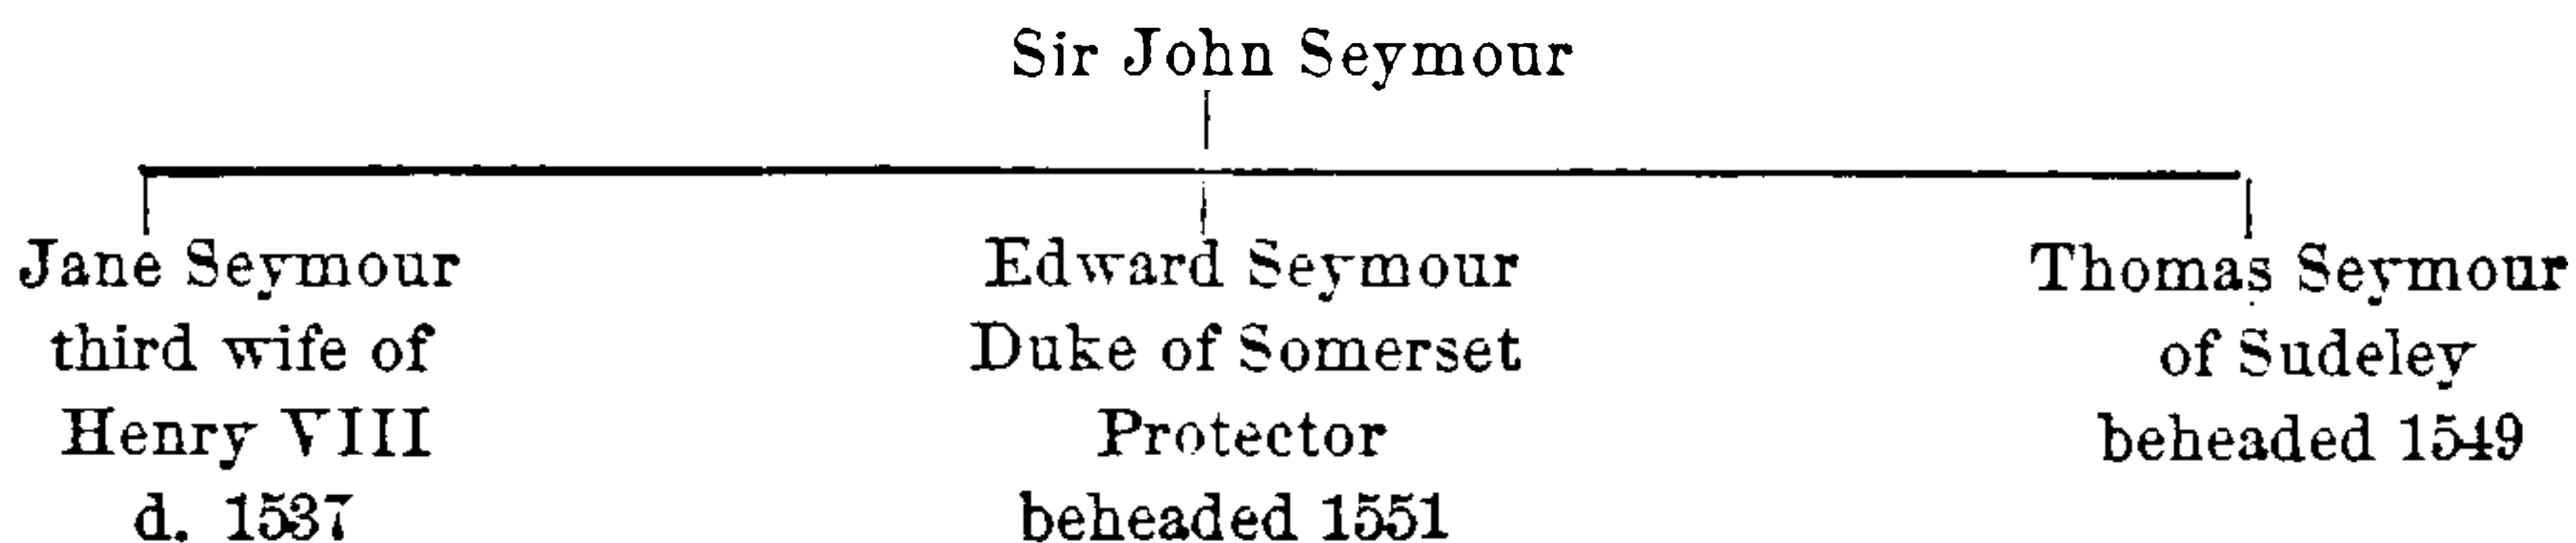 Sir John Seymour
Jane Seymour
third wife of
Henry VIII
d. 1537
Edward Seymour
Duke of Somerset
Protector
beheaded 1551
Thomas Seymour
of Sudeley
beheaded 1549